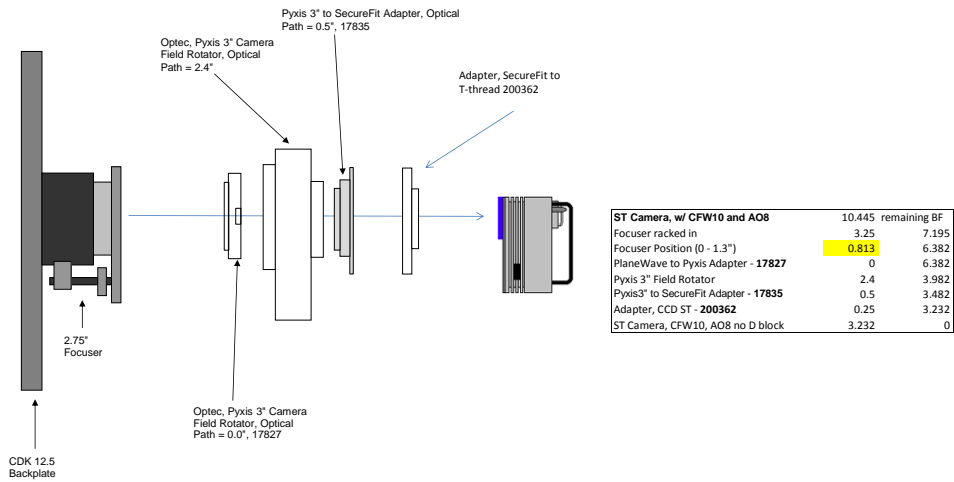 Pyxis 3" to SecureFit Adapter, Optical
Path = 0.5", 17835
Optec, Pyxis 3" Camera
Field Rotator, Optical
Path = 2.4"
Adapter, SecureFit to
T-thread 200362
2.75"
Focuser
Optec, Pyxis 3" Camera
Field Rotator, Optical
Path = 0.0", 17827
CDK 12.5
Backplate
ST Camera, w/ CFW10 and AO8 10.445 remaining BF
Focuser racked in 3.25 7.195
Focuser Position (0 - 1.3") 0.813 6.382
PlaneWave to Pyxis Adapter - 17827 0 6.382
Pyxis 3" Field Rotator 2.4 3.982
Pyxis3" to SecureFit Adapter - 17835 0.5 3.482
Adapter, CCD ST - 200362 0.25 3.232
ST Camera, CFW10, AO8 no D block 3.232 0